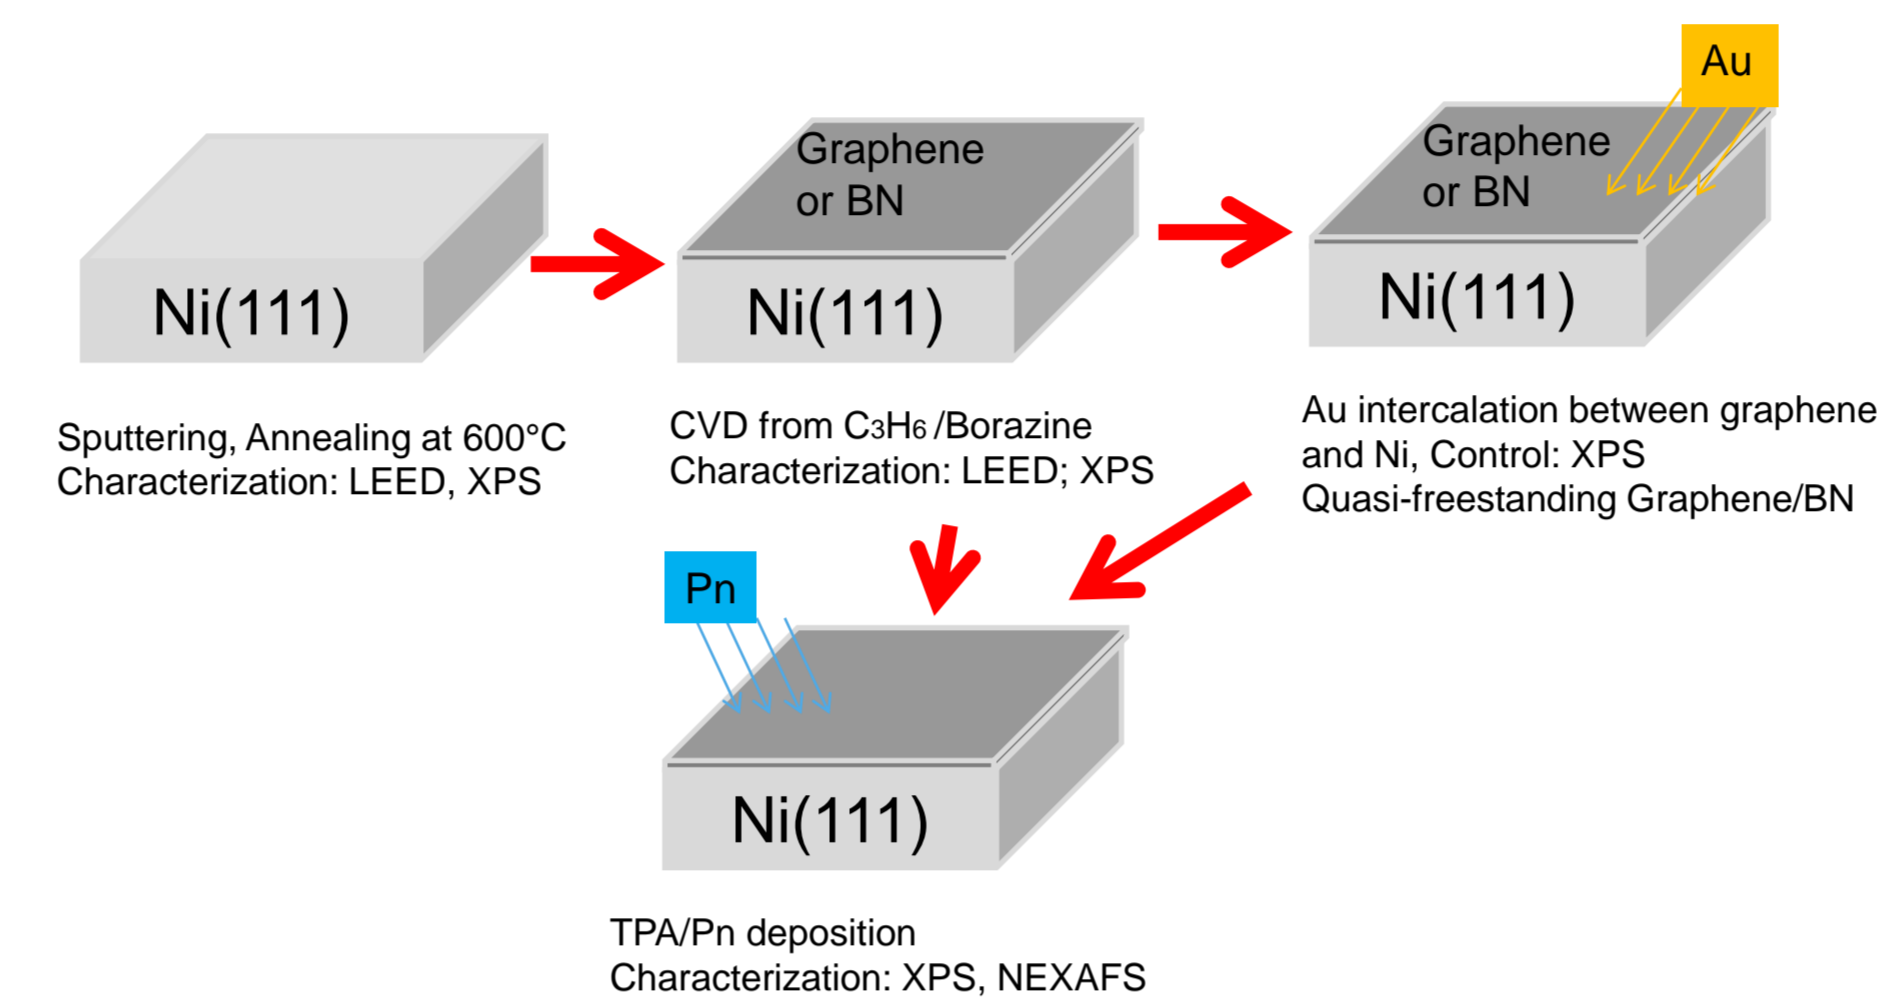 Au
Graphene
or BN
Graphene
or BN
Ni(111)
Ni(111)
Ni(111)
Sputtering, Annealing at 600°C
Characterization: LEED, XPS
CVD from C3H6 /Borazine
Characterization: LEED; XPS
Au intercalation between graphene
and Ni, Control: XPS
Quasi-freestanding Graphene/BN
Pn
Ni(111)
TPA/Pn deposition
Characterization: XPS, NEXAFS